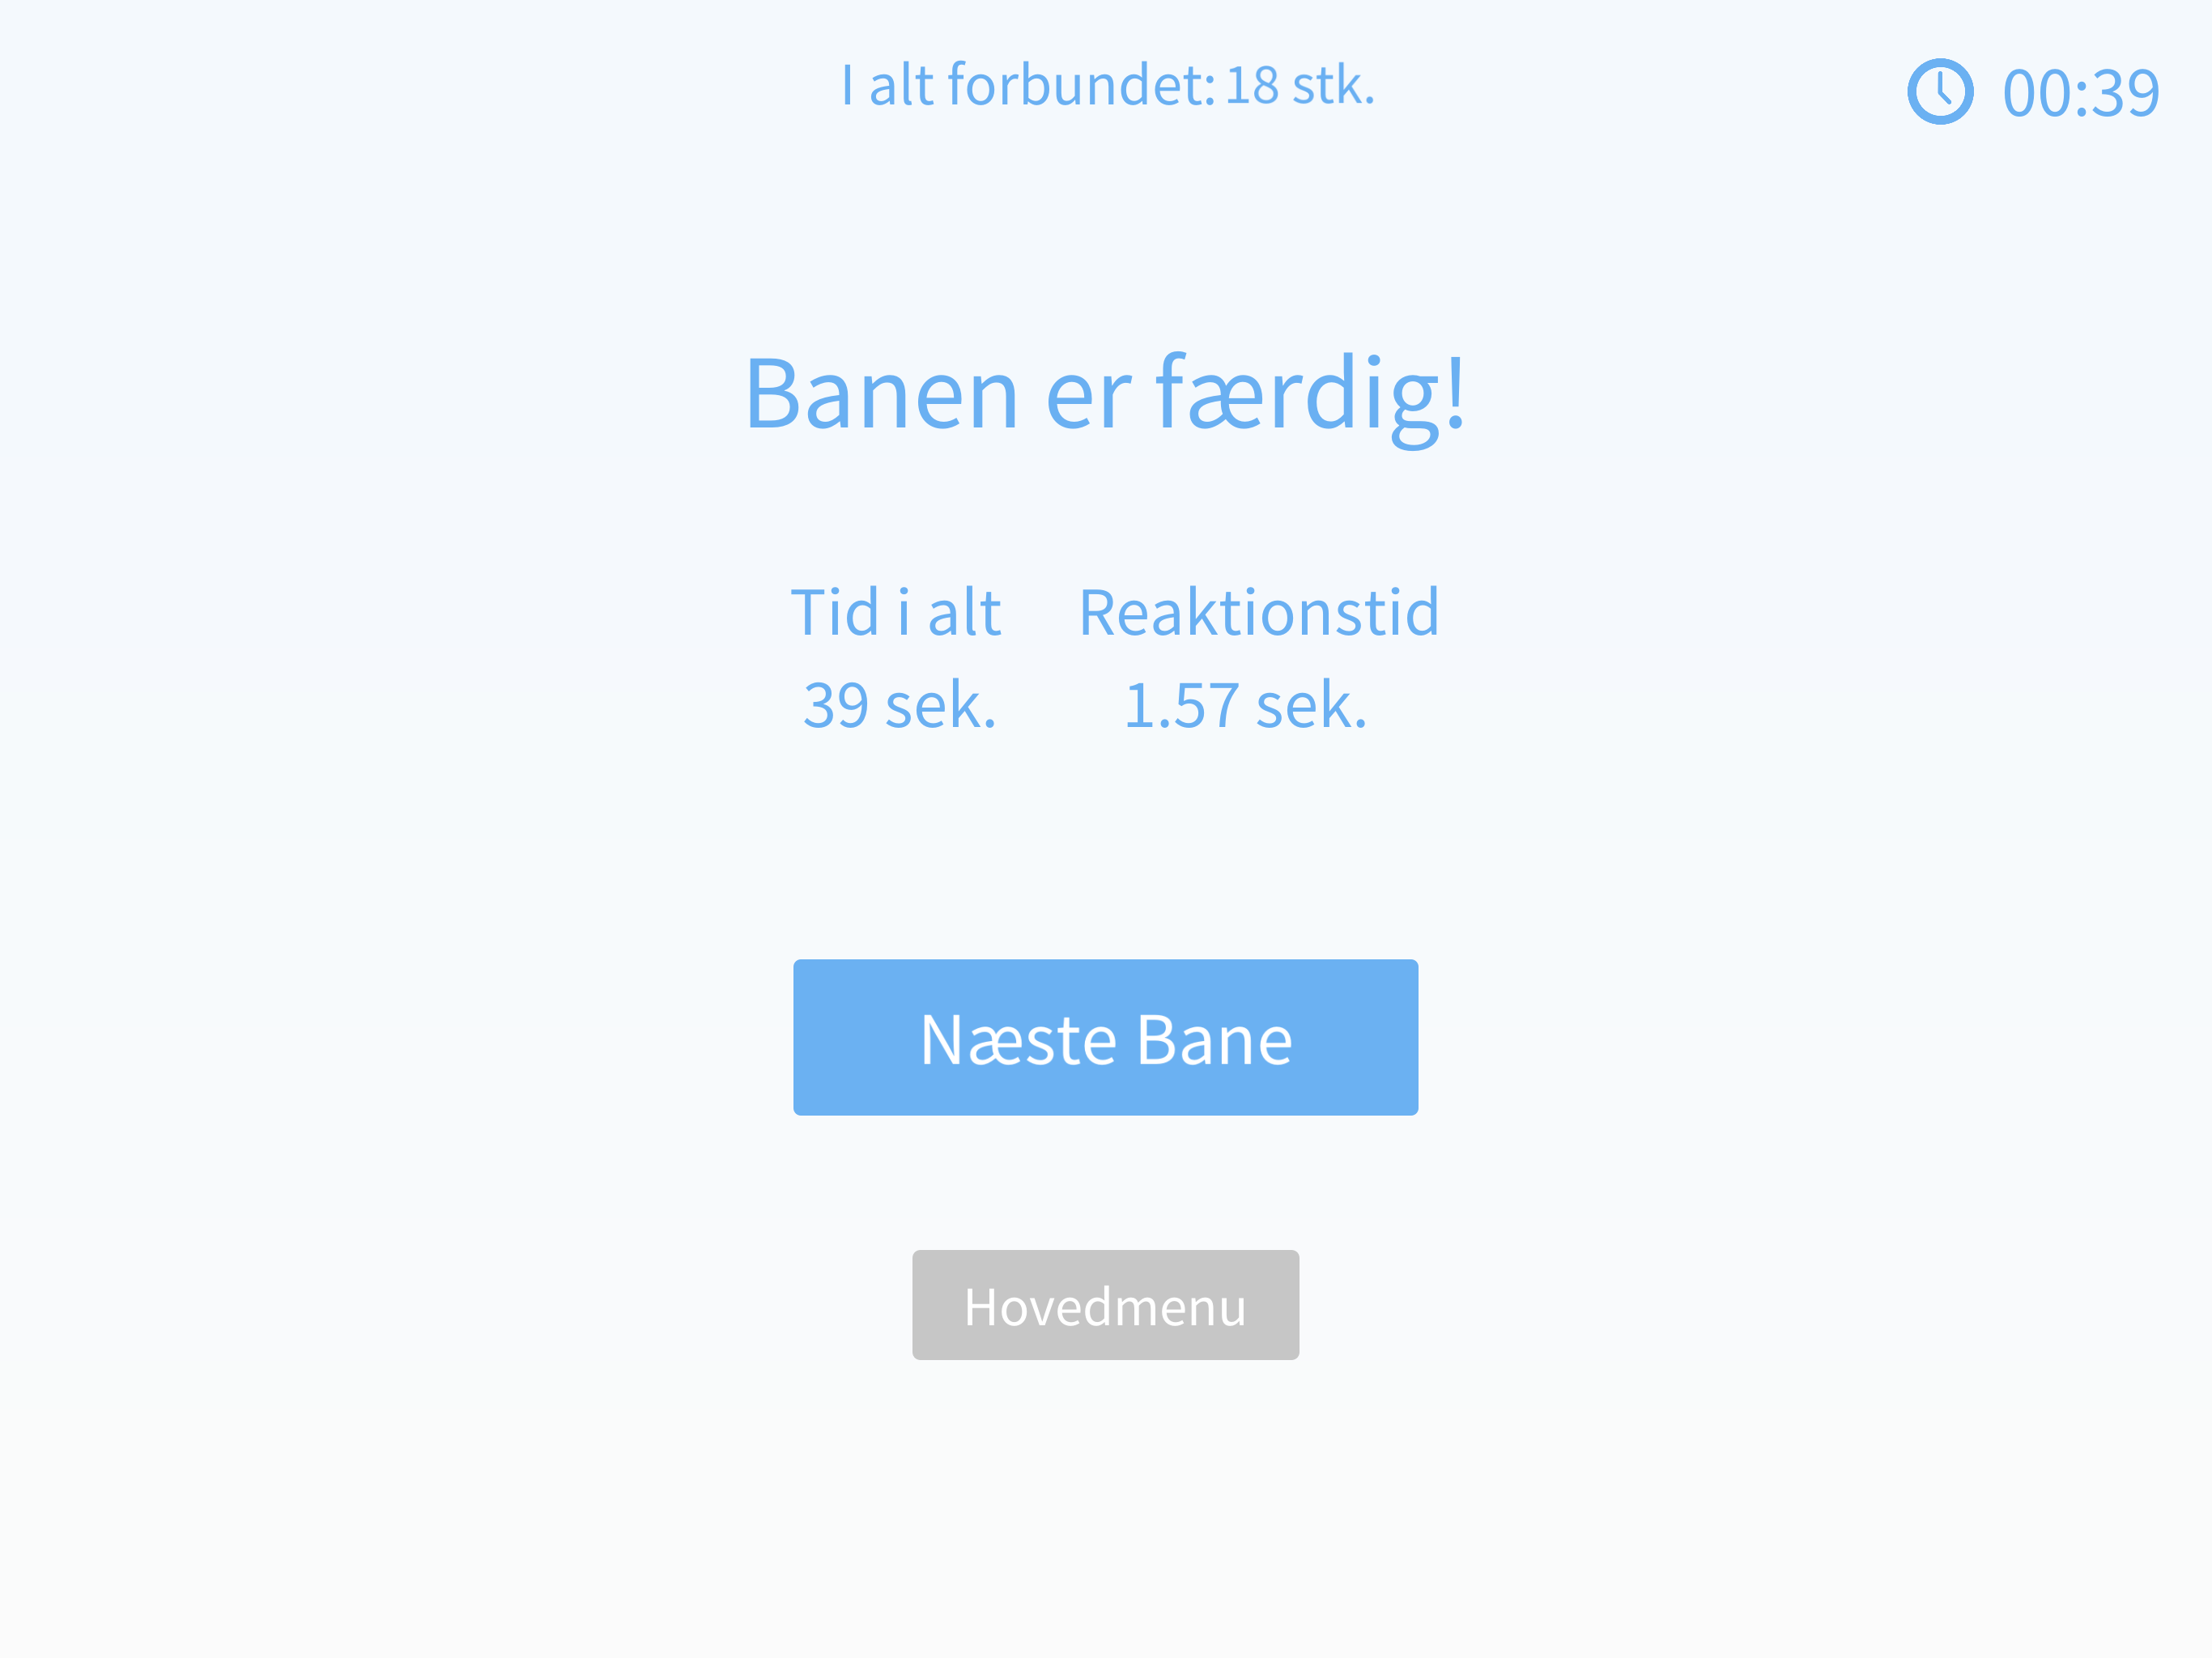 I alt forbundet: 18 stk.
00:39
Banen er færdig!
Tid i alt Reaktionstid
39 sek. 1.57 sek.
Næste Bane
Hovedmenu